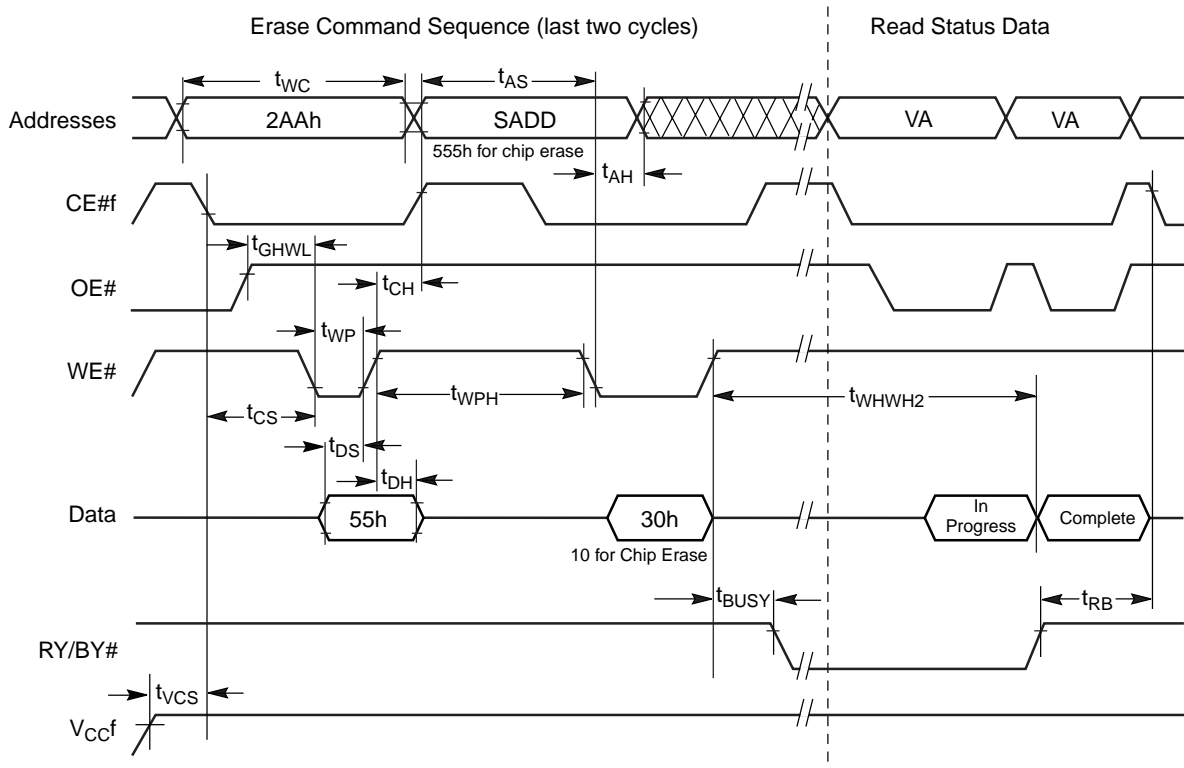 Erase Command Sequence (last two cycles)
Read Status Data
tWC
tAS
Addresses
2AAh
SADD
VA
VA
555h for chip erase
tAH
CE#f
tGHWL
OE#
tCH
tWP
WE#
tWPH
tWHWH2
tCS
tDS
tDH
Data
55h
30h
In
Progress
Complete
10 for Chip Erase
tBUSY
tRB
RY/BY#
tVCS
VCCf